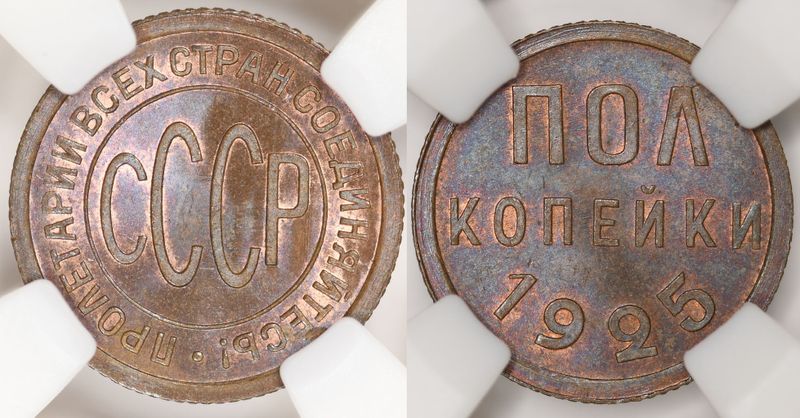 ПРОЛЕТАРИИ ВСЕХ СТРАН СОЕДИНЯЙТЕСЬ!
СССР
ПОЛ
КОПЕЙКИ
1925